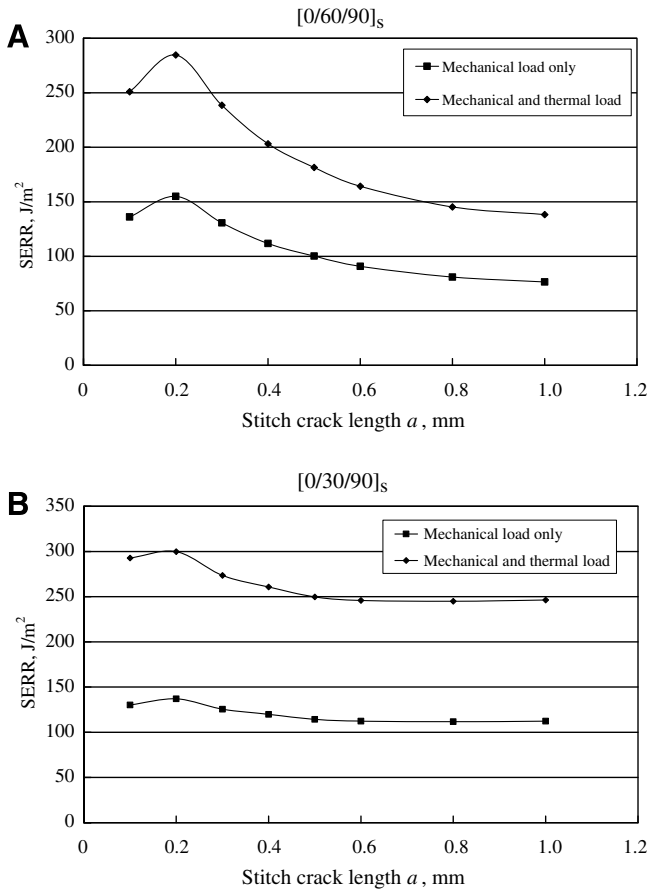 A
[0/60/90]s
300
250
200
150
100
50
0
SERR, J/m2
Mechanical load only
Mechanical and thermal load
0 0.2 0.4 0.6 0.8 1.0 1.2
Stitch crack length a, mm
B
[0/30/90]s
350
300
250
200
150
100
50
0
SERR, J/m2
Mechanical load only
Mechanical and thermal load
0 0.2 0.4 0.6 0.8 1.0 1.2
Stitch crack length a, mm